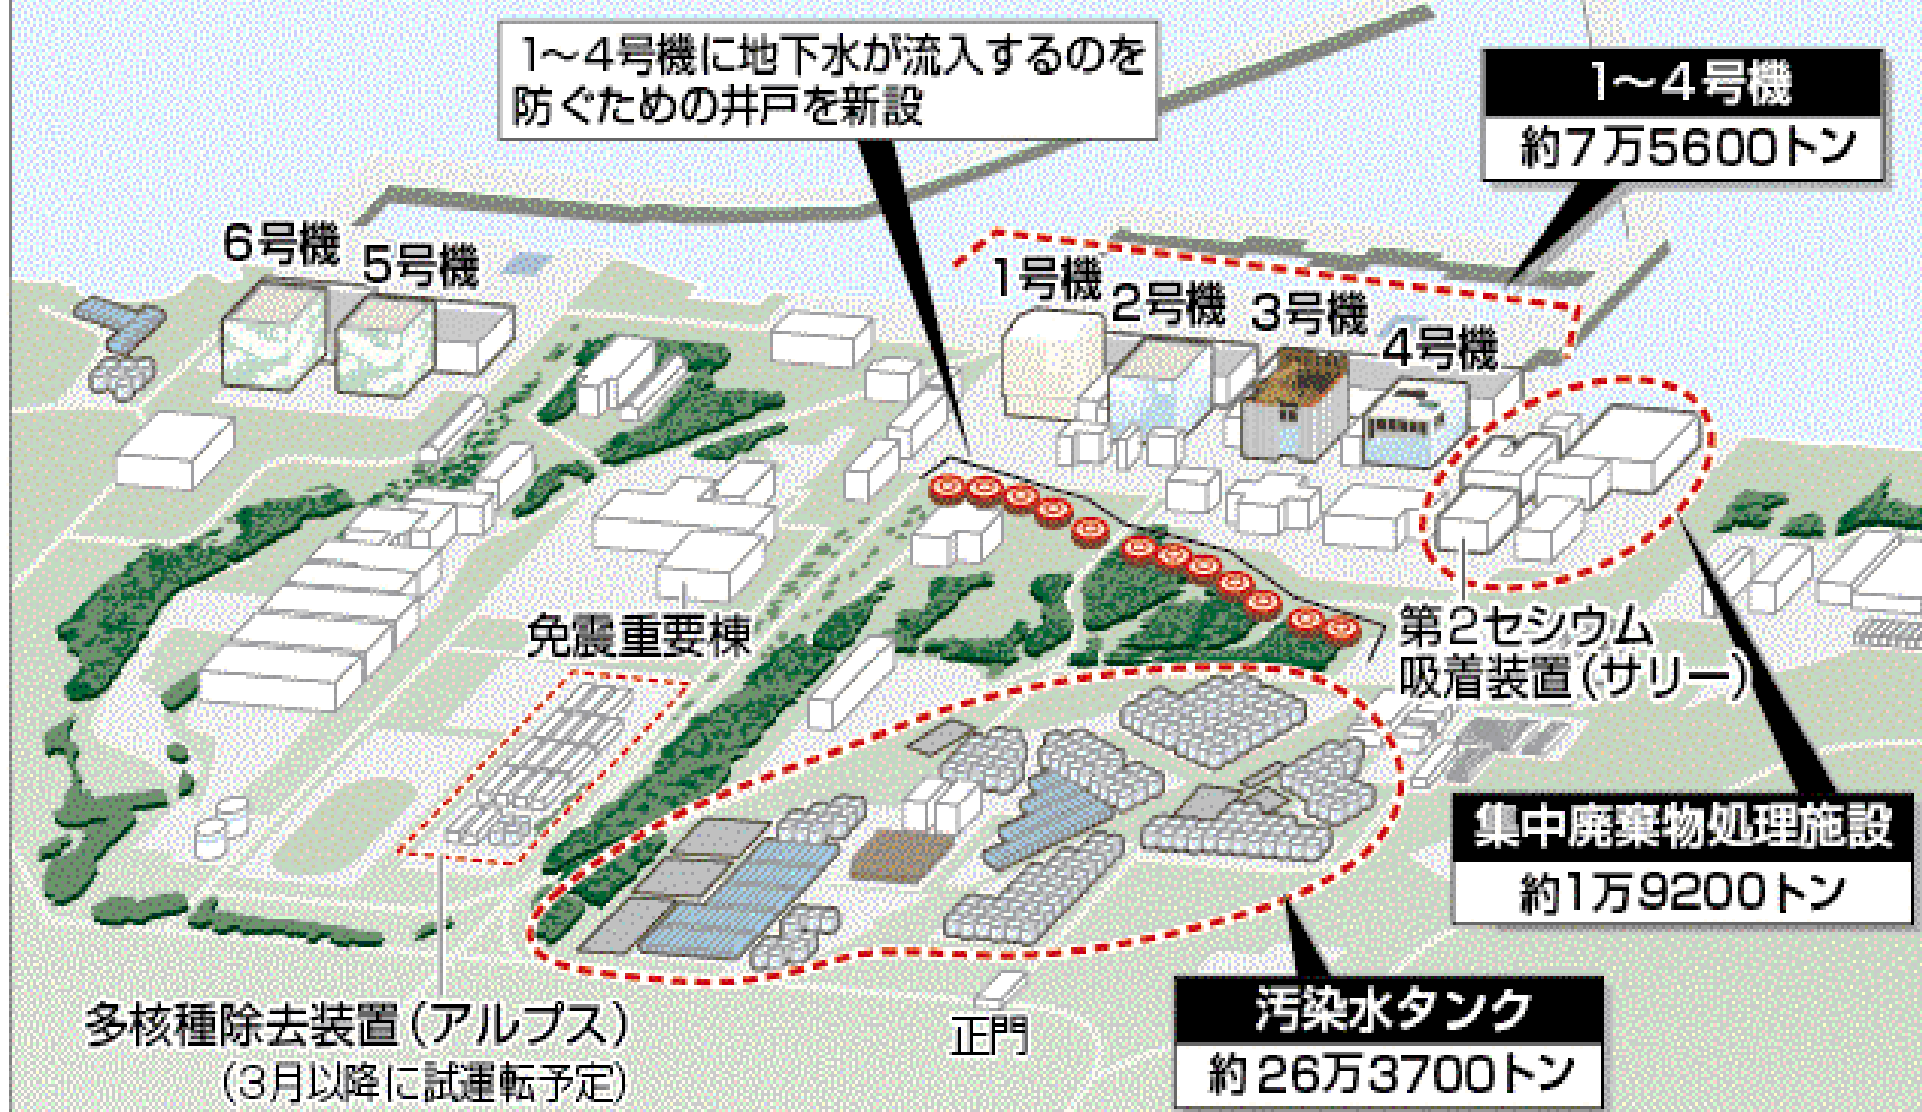 1～4号機に地下水が流入するのを
防ぐための井戸を新設
1～4号機
約7万5600トン
6号機
5号機
1号機
2号機
3号機
4号機
免震重要棟
第2セシウム
吸着装置(サリー)
集中廃棄物処理施設
約1万9200トン
汚染水タンク
約26万3700トン
多核種除去装置(アルプス)
(3月以降に試運転予定)
正門